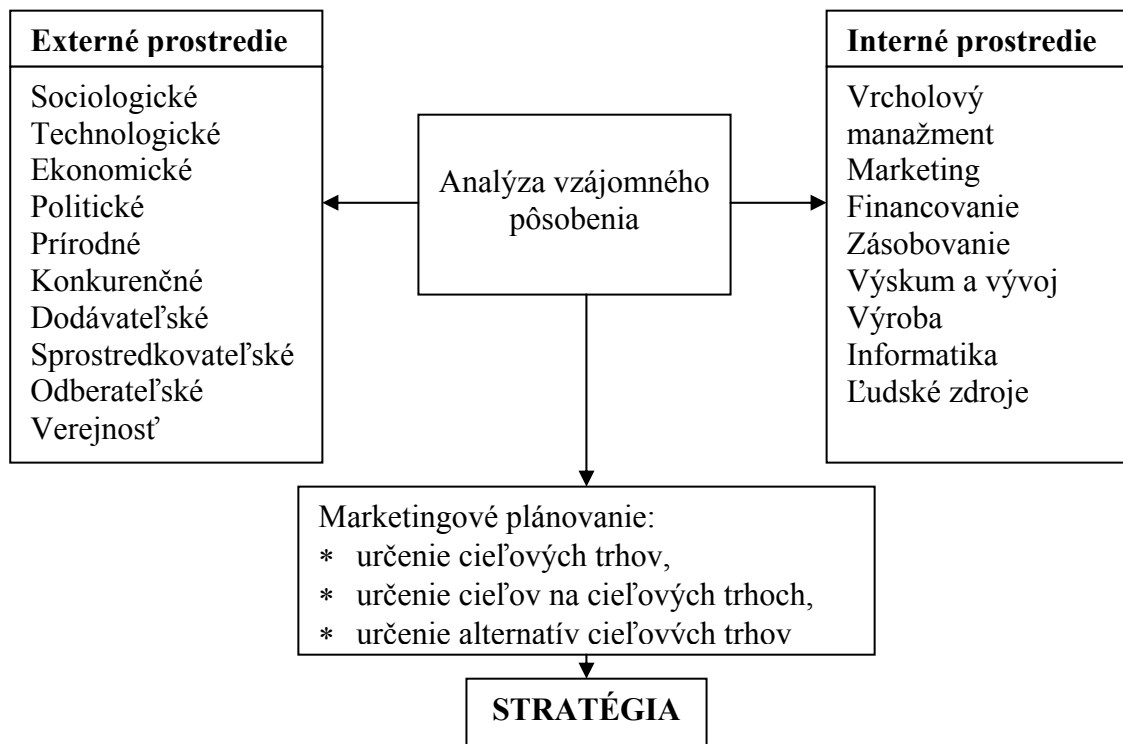 Externé prostredie
Sociologické
Technologické
Ekonomické
Politické
Prírodné
Konkurenčné
Dodávateľské
Sprostredkovateľské
Odberateľské
Verejnosť
Analýza vzájomného
pôsobenia
Interné prostredie
Vrcholový
manažment
Marketing
Financovanie
Zásobovanie
Výskum a vývoj
Výroba
Informatika
Ľudské zdroje
Marketingové plánovanie:
* určenie cieľových trhov,
* určenie cieľov na cieľových trhoch,
* určenie alternatív cieľových trhov
STRATÉGIA